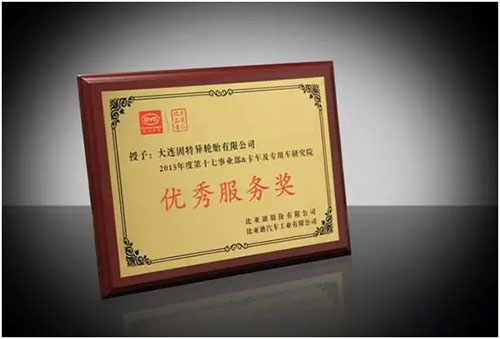 BYD
授予：大连固特异轮胎有限公司
2015年度第十七事业部&卡车及专用车研究院
优秀服务奖
比亚迪股份有限公司
比亚迪汽车工业有限公司